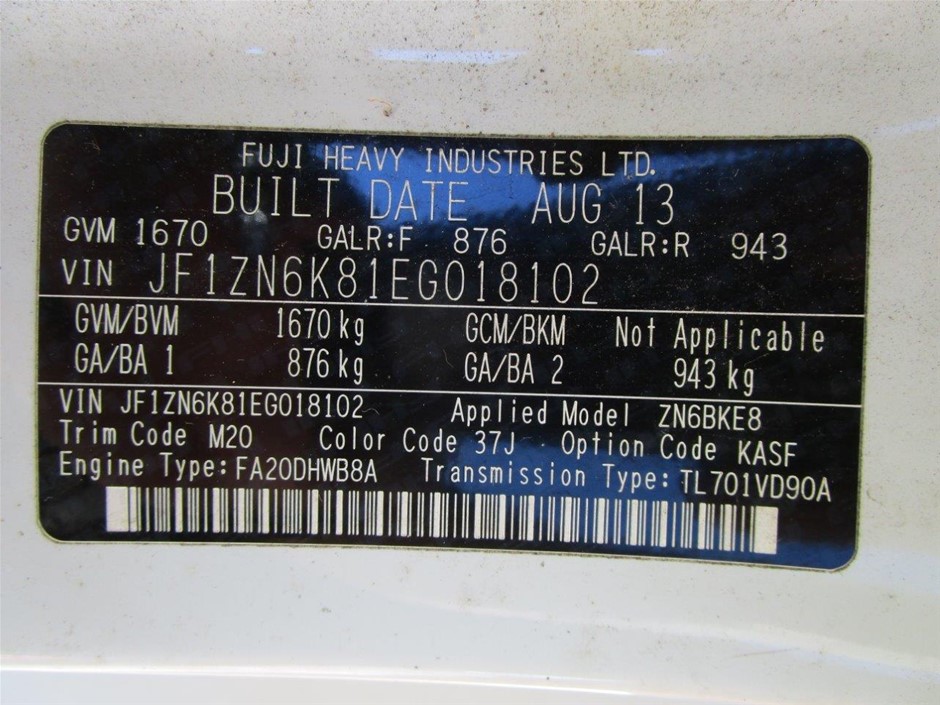 FUJI HEAVY INDUSTRIES LTD.
BUILT DATE AUG 13
GVM 1670 GALR:F 876 GALR:R 943
VIN JF1ZN6K81EG018102
GVM/BVM 1670 kg GCM/BKM Not Applicable
GA/BA 1 876 kg GA/BA 2 943 kg
VIN JF1ZN6K81EG018102 Applied Model ZN6BKE8
Trim Code M20 Color Code 37J Option Code KASF
Engine Type:FA20DHWB8A Transmission Type:TL701VD90A